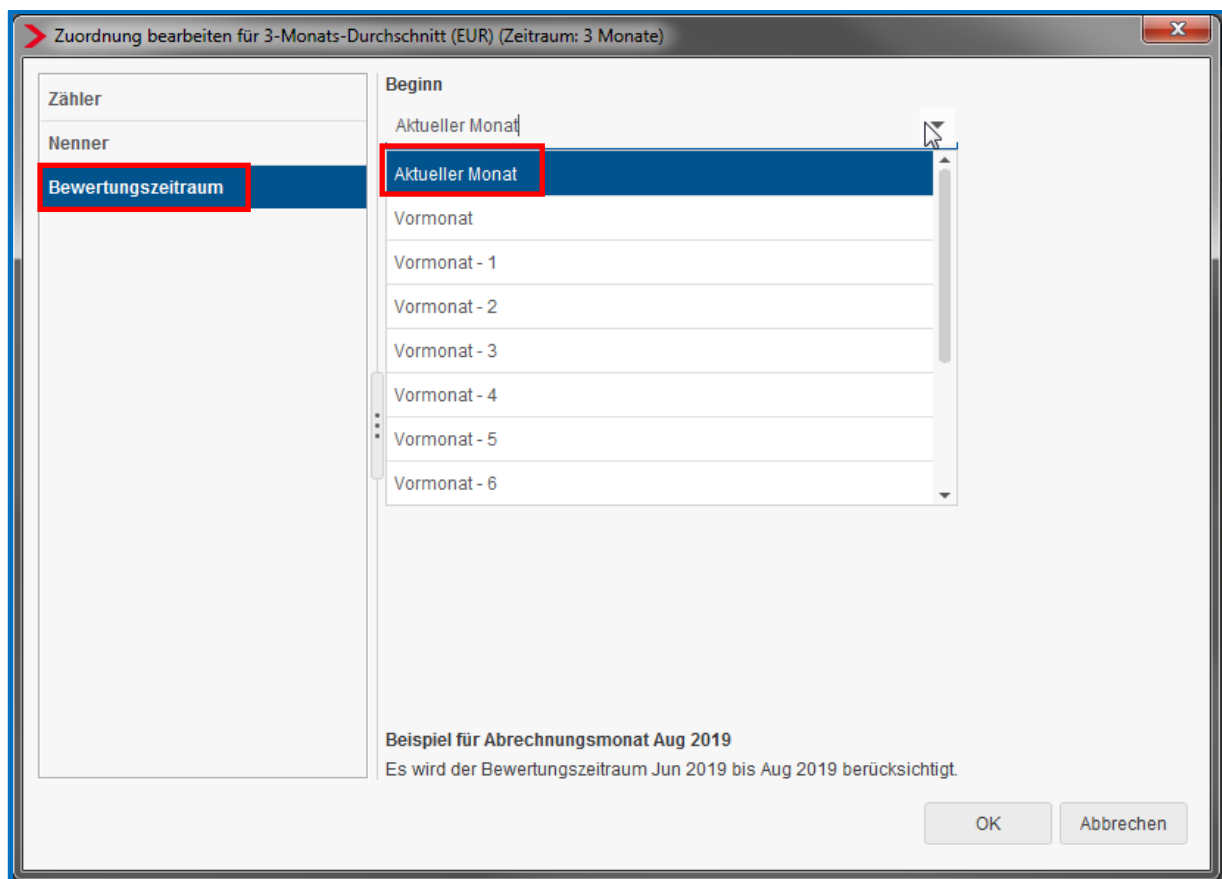 Zuordnung bearbeiten für 3-Monats-Durchschnitt (EUR) (Zeitraum: 3 Monate)
Zähler
Nenner
Bewertungszeitraum
Beginn
Aktueller Monat
Aktueller Monat
Vormonat
Vormonat - 1
Vormonat - 2
Vormonat - 3
Vormonat - 4
Vormonat - 5
Vormonat - 6
Beispiel für Abrechnungsmonat Aug 2019
Es wird der Bewertungszeitraum Jun 2019 bis Aug 2019 berücksichtigt.
OK Abbrechen